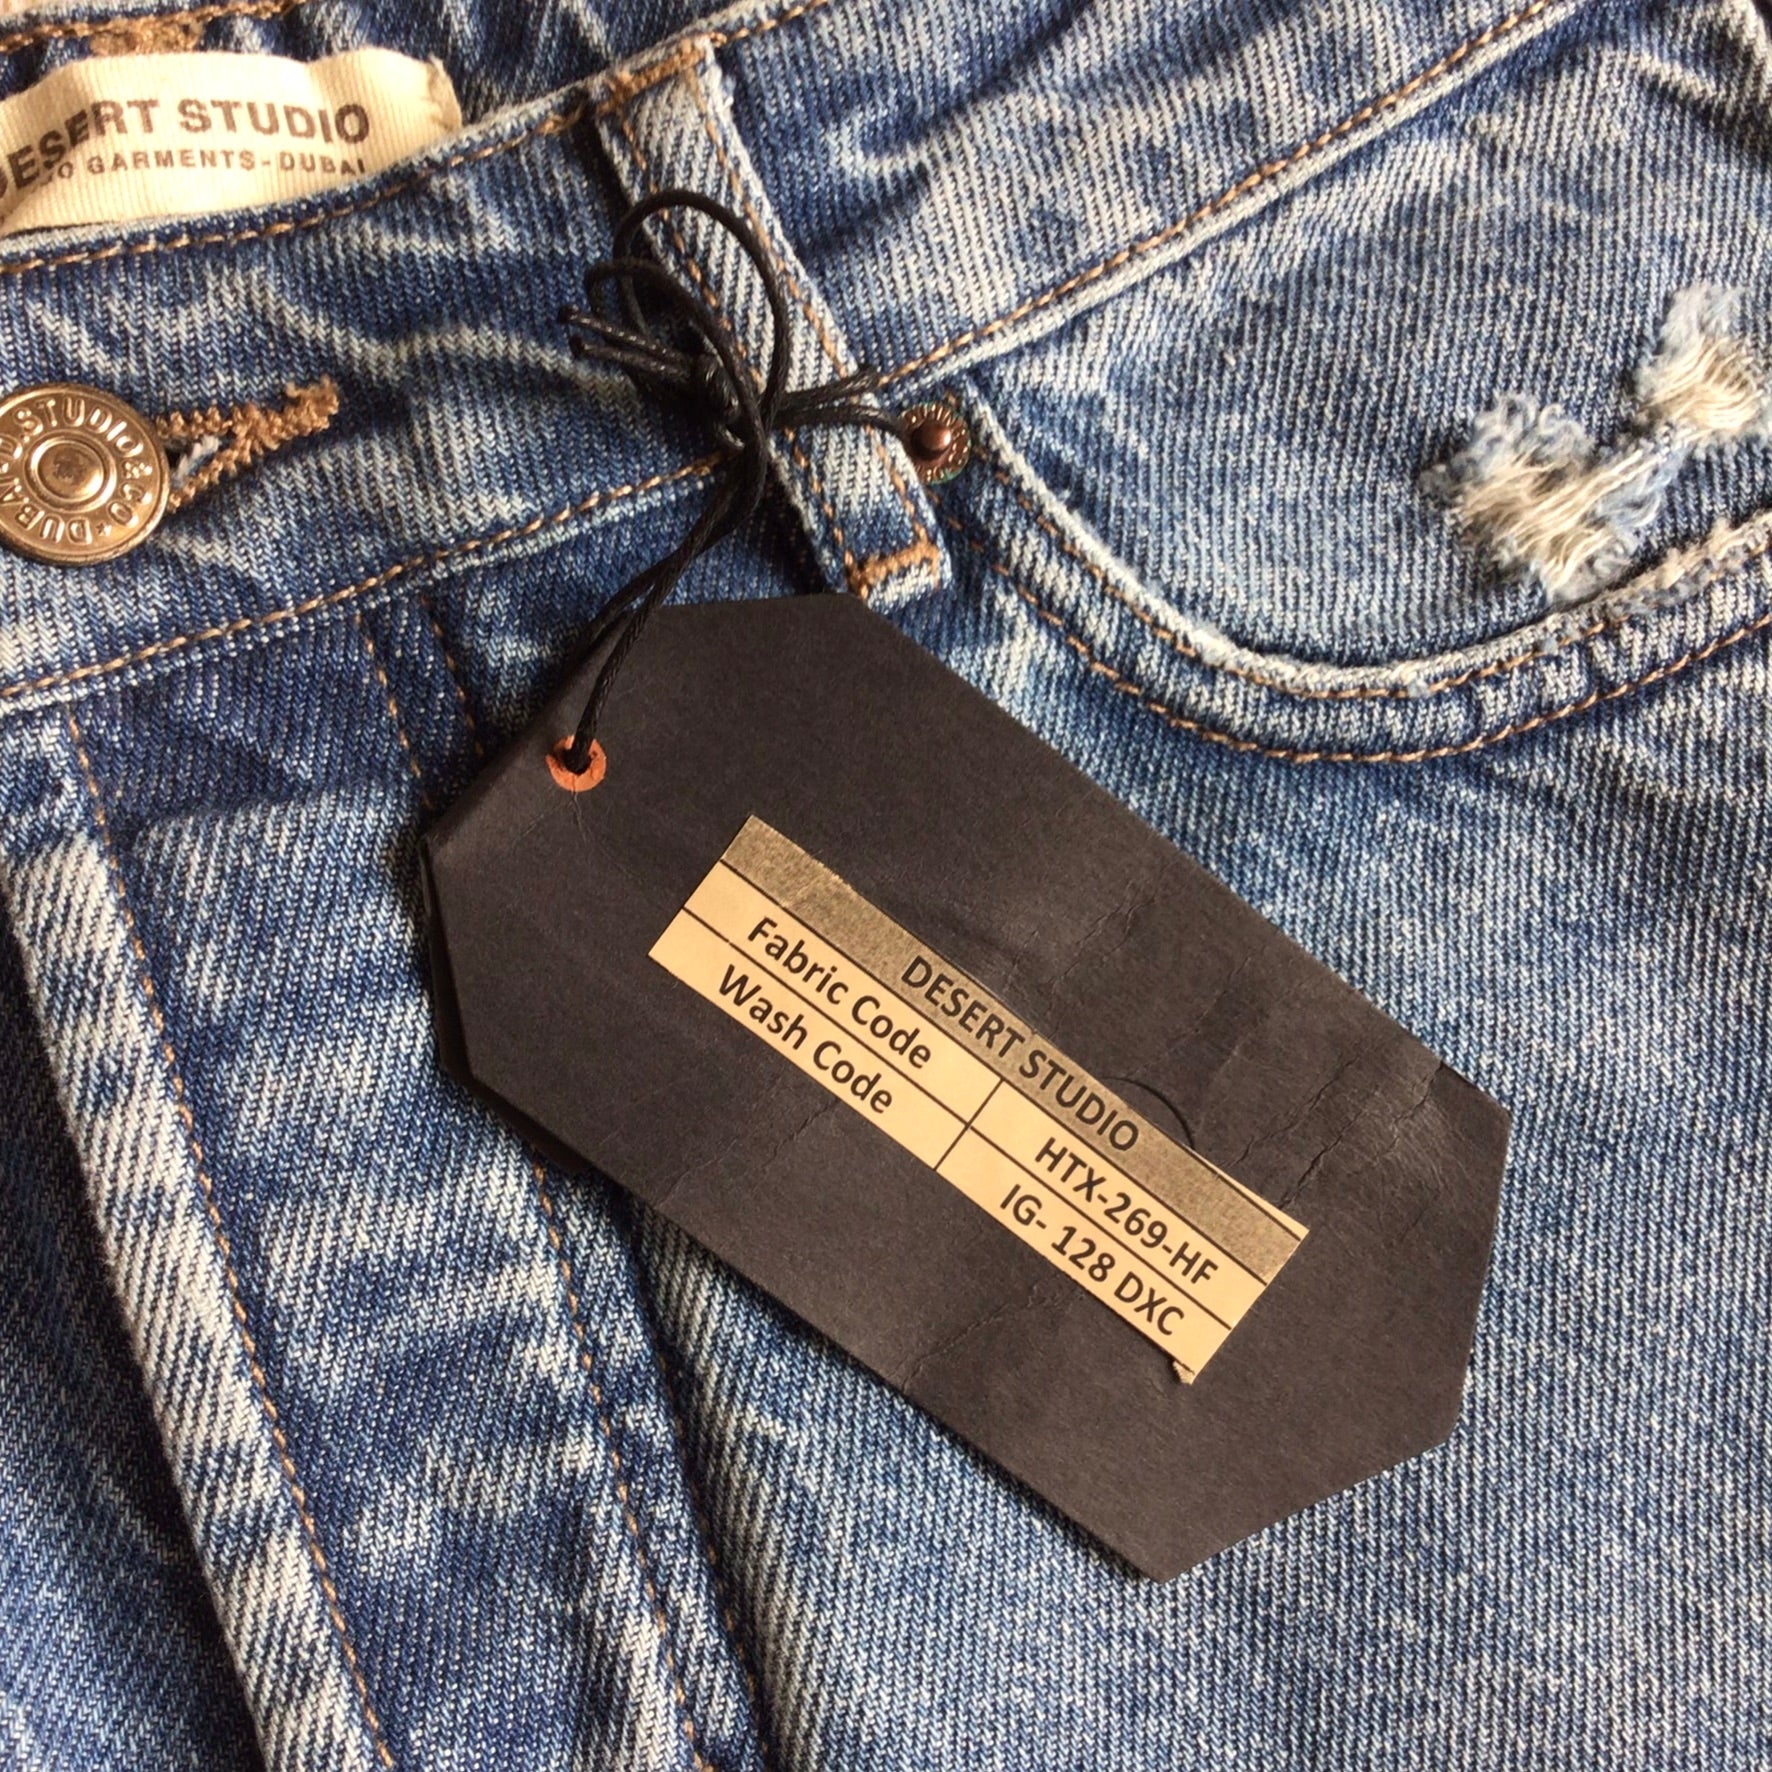 DESERT STUDIO
GARMENTS-DUBAI
D.STUDIO & CO
DESERT STUDIO
Fabric Code HTX-269-HF
Wash Code IG- 128 DXC